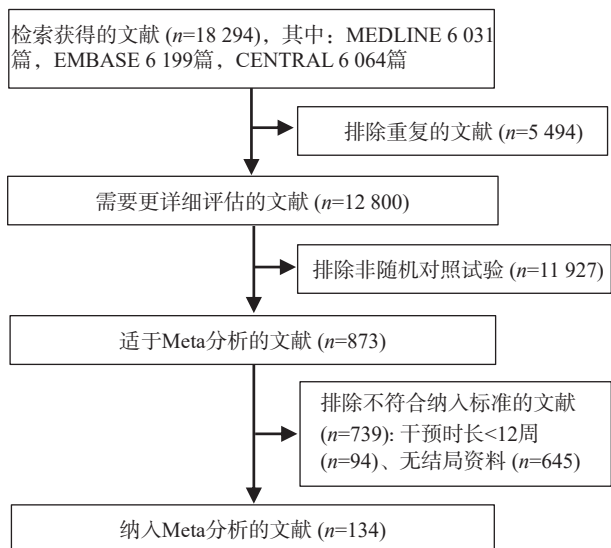 检索获得的文献 (n=18 294)，其中：MEDLINE 6 031
篇，EMBASE 6 199篇，CENTRAL 6 064篇
排除重复的文献 (n=5 494)
需要更详细评估的文献 (n=12 800)
排除非随机对照试验 (n=11 927)
适于Meta分析的文献 (n=873)
排除不符合纳入标准的文献
(n=739): 干预时长<12周
(n=94)、无结局资料 (n=645)
纳入Meta分析的文献 (n=134)